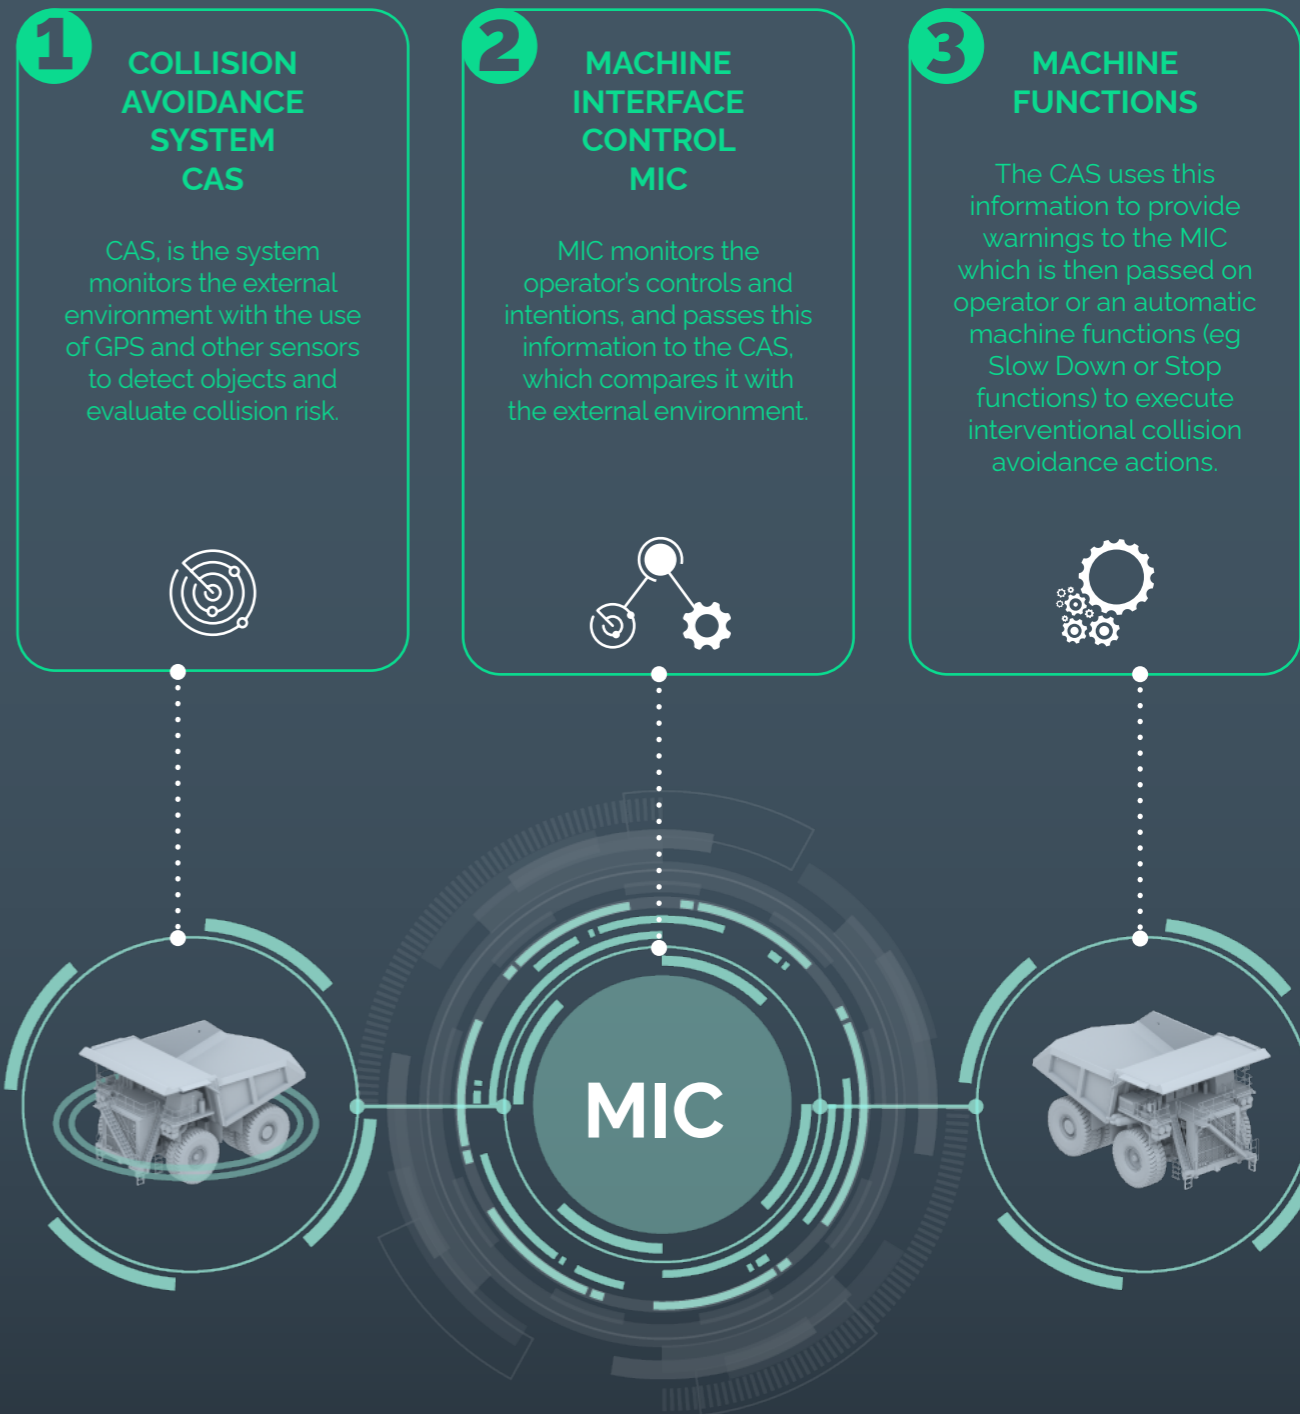 1
COLLISION
AVOIDANCE
SYSTEM
CAS
CAS, is the system
monitors the external
environment with the use
of GPS and other sensors
to detect objects and
evaluate collision risk.
2
MACHINE
INTERFACE
CONTROL
MIC
MIC monitors the
operator’s controls and
intentions, and passes this
information to the CAS,
which compares it with
the external environment.
3
MACHINE
FUNCTIONS
The CAS uses this
information to provide
warnings to the MIC
which is then passed on
operator or an automatic
machine functions (eg
Slow Down or Stop
functions) to execute
interventional collision
avoidance actions.
MIC